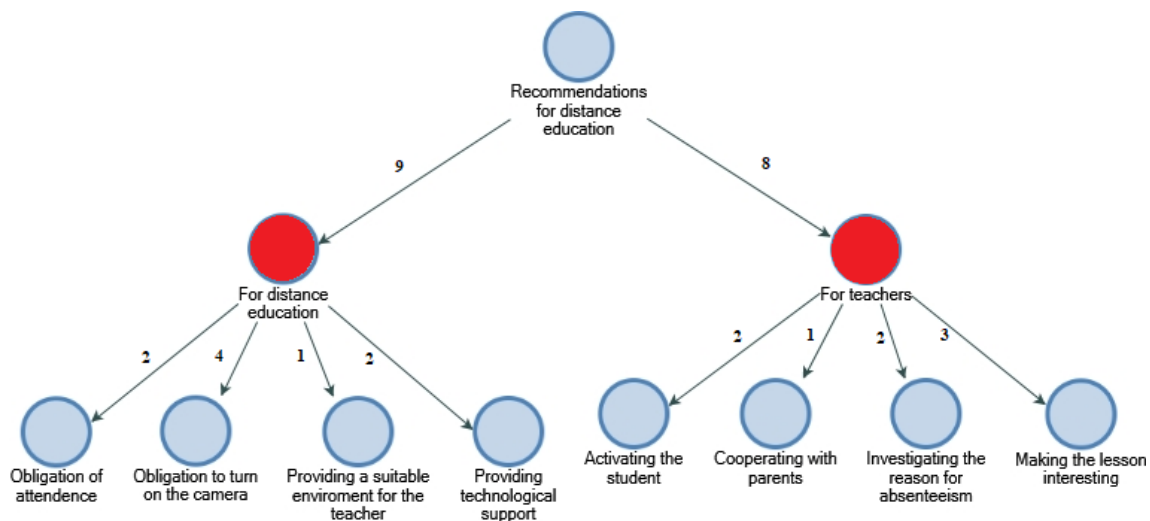 Recommendations
for distance
education
9
8
For distance
education
For teachers
2
4
1
2
2
1
2
3
Obligation of
attendence
Obligation to turn
on the camera
Providing a suitable
enviroment for the
teacher
Providing
technological
support
Activating the
student
Cooperating with
parents
Investigating the
reason for
absenteeism
Making the lesson
interesting